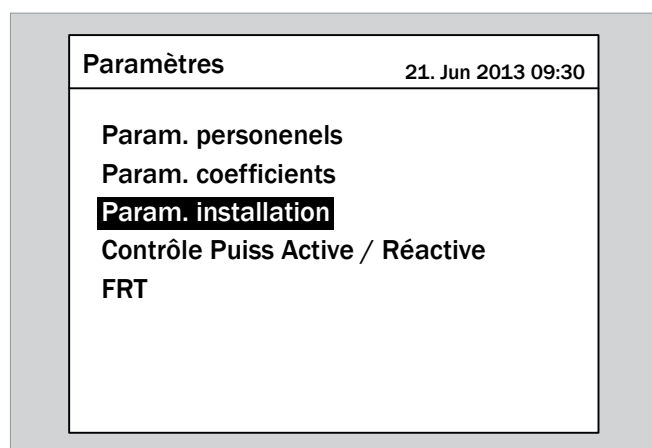 Paramètres
21. Jun 2013 09:30
Param. personenels
Param. coefficients
Param. installation
Contrôle Puiss Active / Réactive
FRT